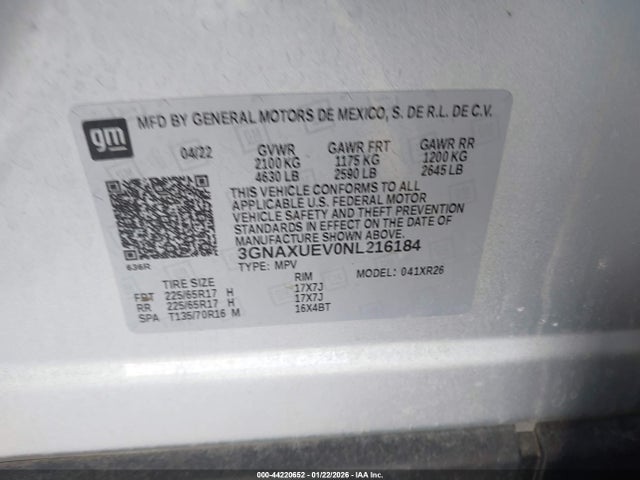 gm
MFD BY GENERAL MOTORS DE MEXICO, S. DE R.L. DE C.V.
04/22 GVWR GAWR FRT GAWR RR
2100 KG 1175 KG 1200 KG
4630 LB 2590 LB 2645 LB
THIS VEHICLE CONFORMS TO ALL
APPLICABLE U.S. FEDERAL MOTOR
VEHICLE SAFETY AND THEFT PREVENTION
STANDARDS IN EFFECT ON THE DATE OF
MANUFACTURE SHOWN ABOVE.
636R 3GNAXUEV0NL216184
TYPE: MPV MODEL: 041XR26
TIRE SIZE RIM
FRT 225/65R17 H 17X7J
RR 225/65R17 H 17X7J
SPA T135/70R16 M 16X4BT
000-44220652 - 01/22/2026 - IAA Inc.